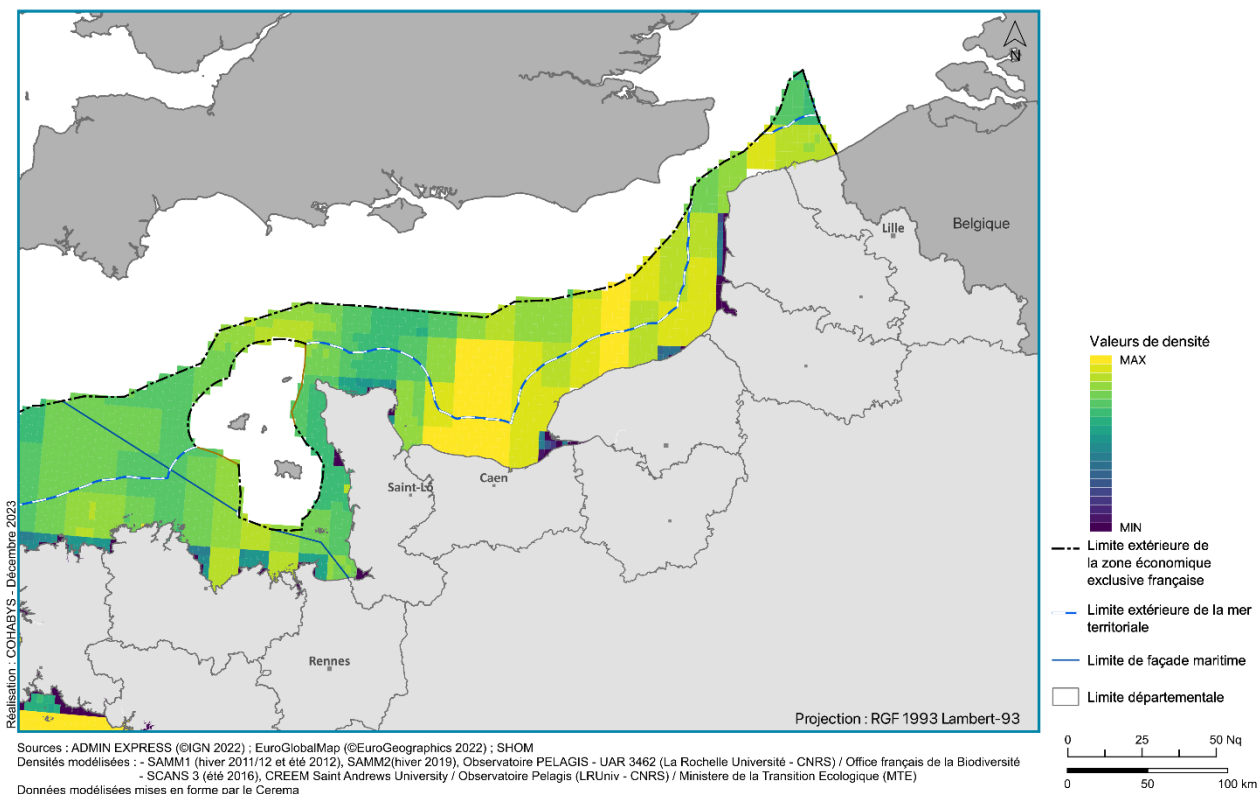 N
Belgique
Lille
Saint-Lô
Caen
Rennes
Projection : RGF 1993 Lambert-93
Réalisation : COHABYS - Décembre 2023
Valeurs de densité
MAX
MIN
Limite extérieure de
la zone économique
exclusive française
Limite extérieure de la mer
territoriale
Limite de façade maritime
Limite départementale
0 25 50 Nq
0 50 100 km
Sources : ADMIN EXPRESS (©IGN 2022) ; EuroGlobalMap (©EuroGeographics 2022) ; SHOM
Densités modélisées : - SAMM1 (hiver 2011/12 et été 2012), SAMM2(hiver 2019), Observatoire PELAGIS - UAR 3462 (La Rochelle Université - CNRS) / Office français de la Biodiversité
- SCANS 3 (été 2016), CREEM Saint Andrews University / Observatoire Pelagis (LRUniv - CNRS) / Ministere de la Transition Ecologique (MTE)
Données modélisées mises en forme par le Cerema